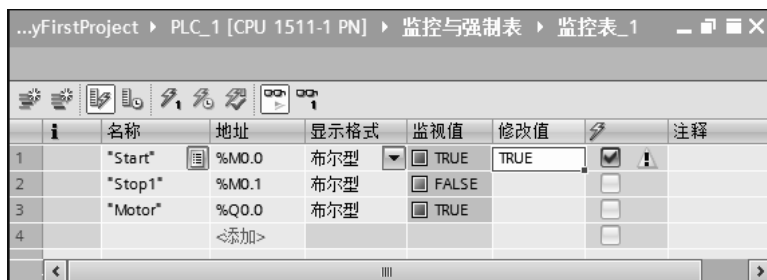 ...yFirstProject ▸ PLC_1 [CPU 1511-1 PN] ▸ 监控与强制表 ▸ 监控表_1
i 名称 地址 显示格式 监视值 修改值 注释
1 "Start" %M0.0 布尔型 TRUE TRUE
2 "Stop1" %M0.1 布尔型 FALSE
3 "Motor" %Q0.0 布尔型 TRUE
4 <添加>